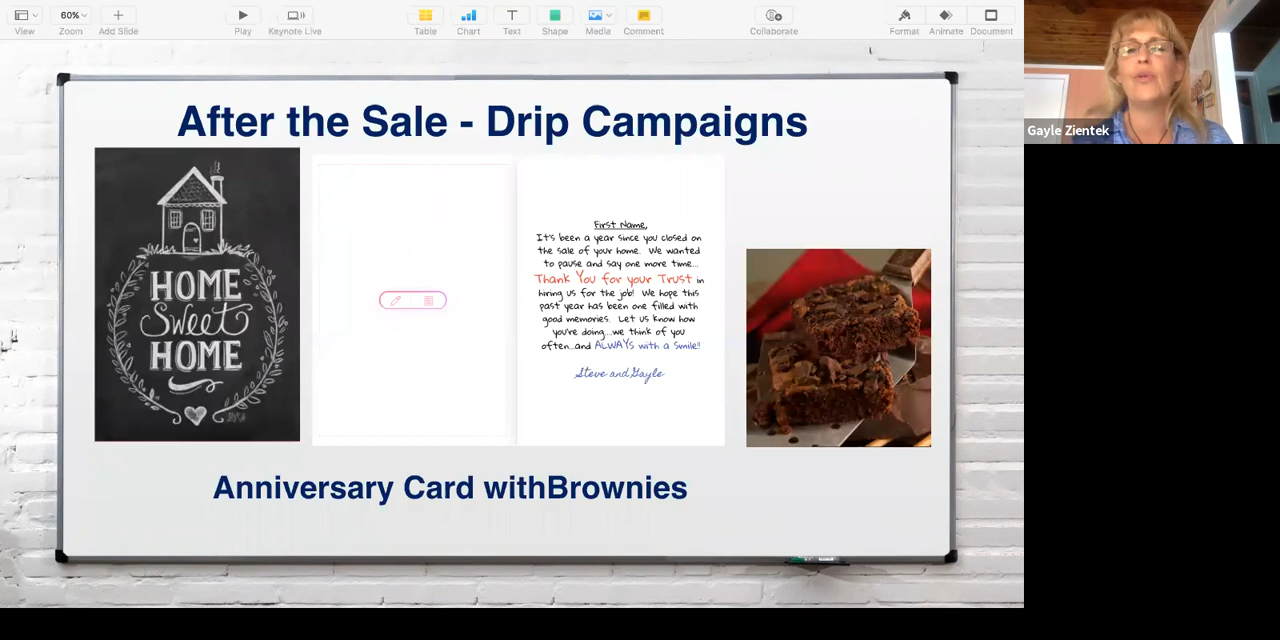 View
60%
Zoom
Add Slide
Play
Keynote Live
Table
Chart
Text
Shape
Media
Comment
Collaborate
Format
Animate
Document
Gayle Zientek
After the Sale - Drip Campaigns
HOME
Sweet
HOME
First Name,
It's been a year since you closed on
the sale of your home. We wanted
to pause and say one more time...
Thank You for your Trust in
hiring us for the job! We hope this
past year has been one filled with
good memories. Let us know how
you're doing...we think of you
often...and ALWAYS with a Smile!!
Steve and Gayle
Anniversary Card withBrownies